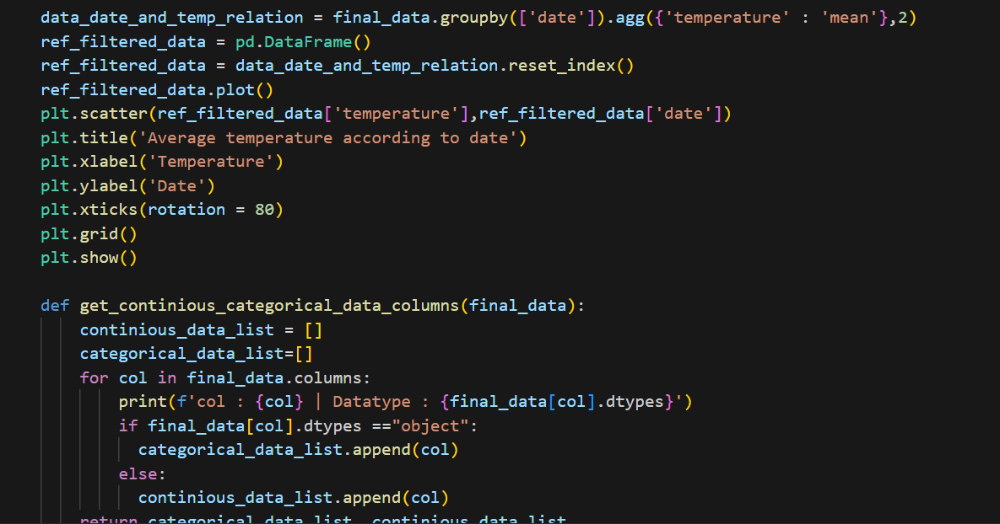 data_date_and_temp_relation = final_data.groupby(['date']).agg({'temperature' : 'mean'},2)
ref_filtered_data = pd.DataFrame()
ref_filtered_data = data_date_and_temp_relation.reset_index()
ref_filtered_data.plot()
plt.scatter(ref_filtered_data['temperature'],ref_filtered_data['date'])
plt.title('Average temperature according to date')
plt.xlabel('Temperature')
plt.ylabel('Date')
plt.xticks(rotation = 80)
plt.grid()
plt.show()

def get_continious_categorical_data_columns(final_data):
    continious_data_list = []
    categorical_data_list=[]
    for col in final_data.columns:
        print(f'col : {col} | Datatype : {final_data[col].dtypes}')
        if final_data[col].dtypes =="object":
          categorical_data_list.append(col)
        else:
          continious_data_list.append(col)
    return categorical_data_list, continious_data_list